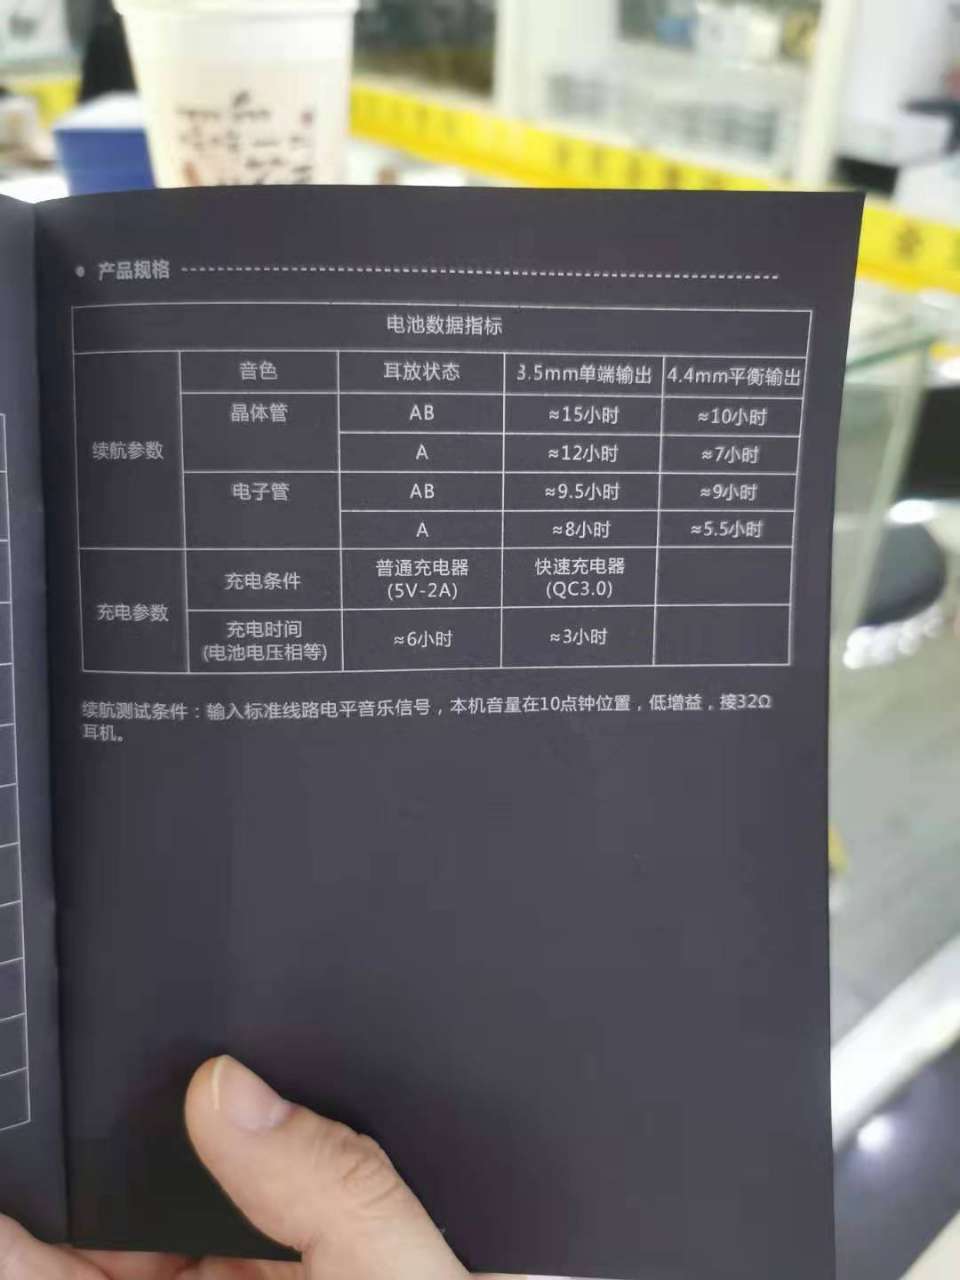 • 产品规格
电池数据指标
音色 耳放状态 3.5mm单端输出 4.4mm平衡输出
晶体管 AB ≈15小时 ≈10小时
续航参数
A ≈12小时 ≈7小时
电子管 AB ≈9.5小时 ≈9小时
A ≈8小时 ≈5.5小时
充电条件 普通充电器 快速充电器
(5V-2A) (QC3.0)
充电参数
充电时间
(电池电压相等) ≈6小时 ≈3小时
续航测试条件：输入标准线路电平音乐信号，本机音量在10点钟位置，低增益，接32Ω
耳机。